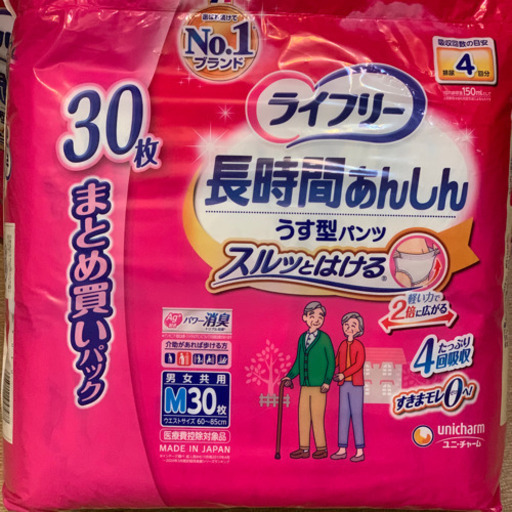 No.1
ブランド
吸収回数の目安
排尿 4 回分
30枚
まとめ買いパック
ライフリー
長時間あんしん
うす型パンツ
スルッとはける
軽い力で
2倍に広がる
4たっぷり
回吸収
すきまモレ0へ!
Ag+
パワー消臭
介助があれば歩ける方
男女共用
M30枚
ウエストサイズ 60〜85cm
医療費控除対象品
MADE IN JAPAN
unicharm
ユニ・チャーム